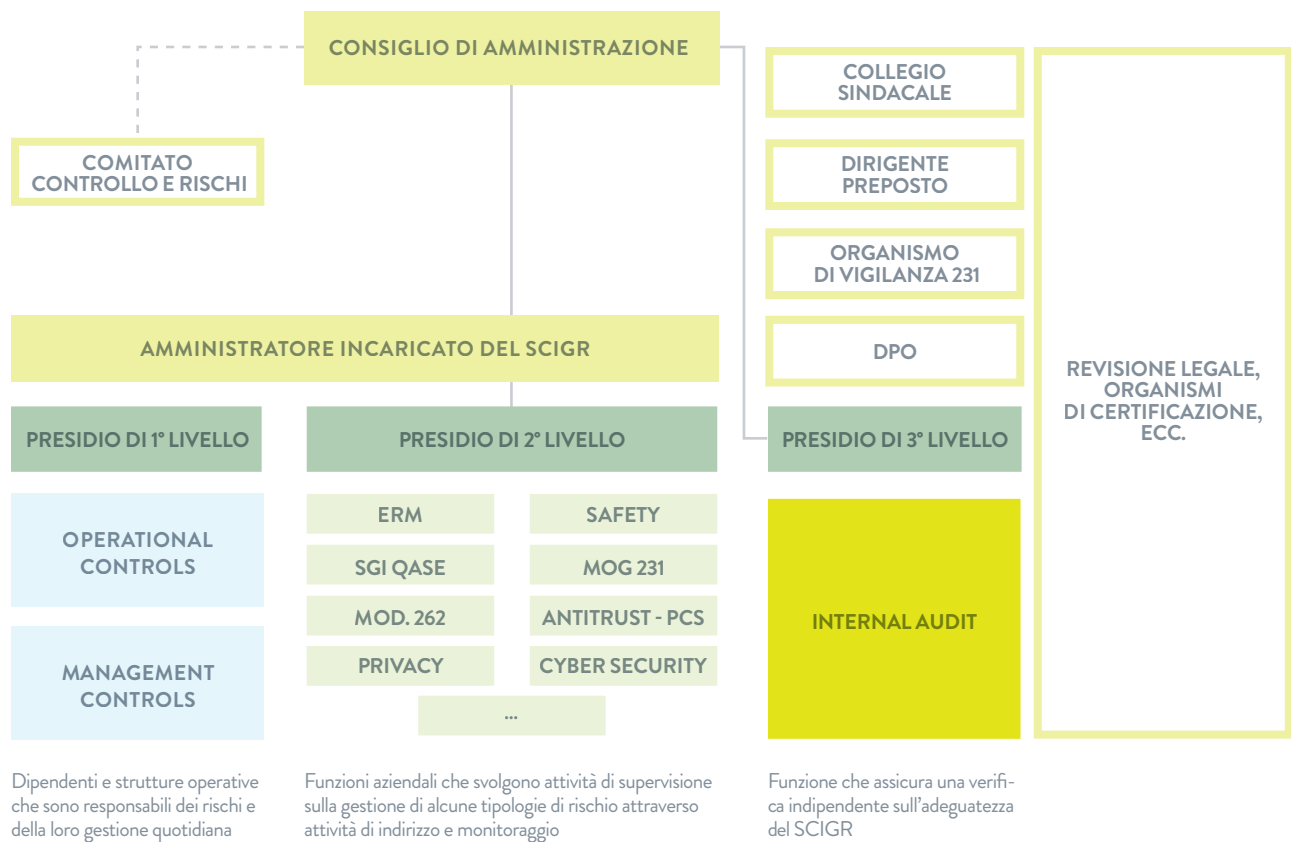 CONSIGLIO DI AMMINISTRAZIONE
COMITATO
CONTROLLO E RISCHI
COLLEGIO
SINDACALE
DIRIGENTE
PREPOSTO
ORGANISMO
DI VIGILANZA 231
DPO
REVISIONE LEGALE,
ORGANISMI
DI CERTIFICAZIONE,
ECC.
AMMINISTRATORE INCARICATO DEL SCIGR
PRESIDIO DI 1° LIVELLO
OPERATIONAL
CONTROLS
MANAGEMENT
CONTROLS
Dipendenti e strutture operative
che sono responsabili dei rischi e
della loro gestione quotidiana
PRESIDIO DI 2° LIVELLO
ERM
SAFETY
SGI QASE
MOG 231
MOD. 262
ANTITRUST - PCS
PRIVACY
CYBER SECURITY
...
Funzioni aziendali che svolgono attività di supervisione
sulla gestione di alcune tipologie di rischio attraverso
attività di indirizzo e monitoraggio
PRESIDIO DI 3° LIVELLO
INTERNAL AUDIT
Funzione che assicura una verifi-
ca indipendente sull'adeguatezza
del SCIGR